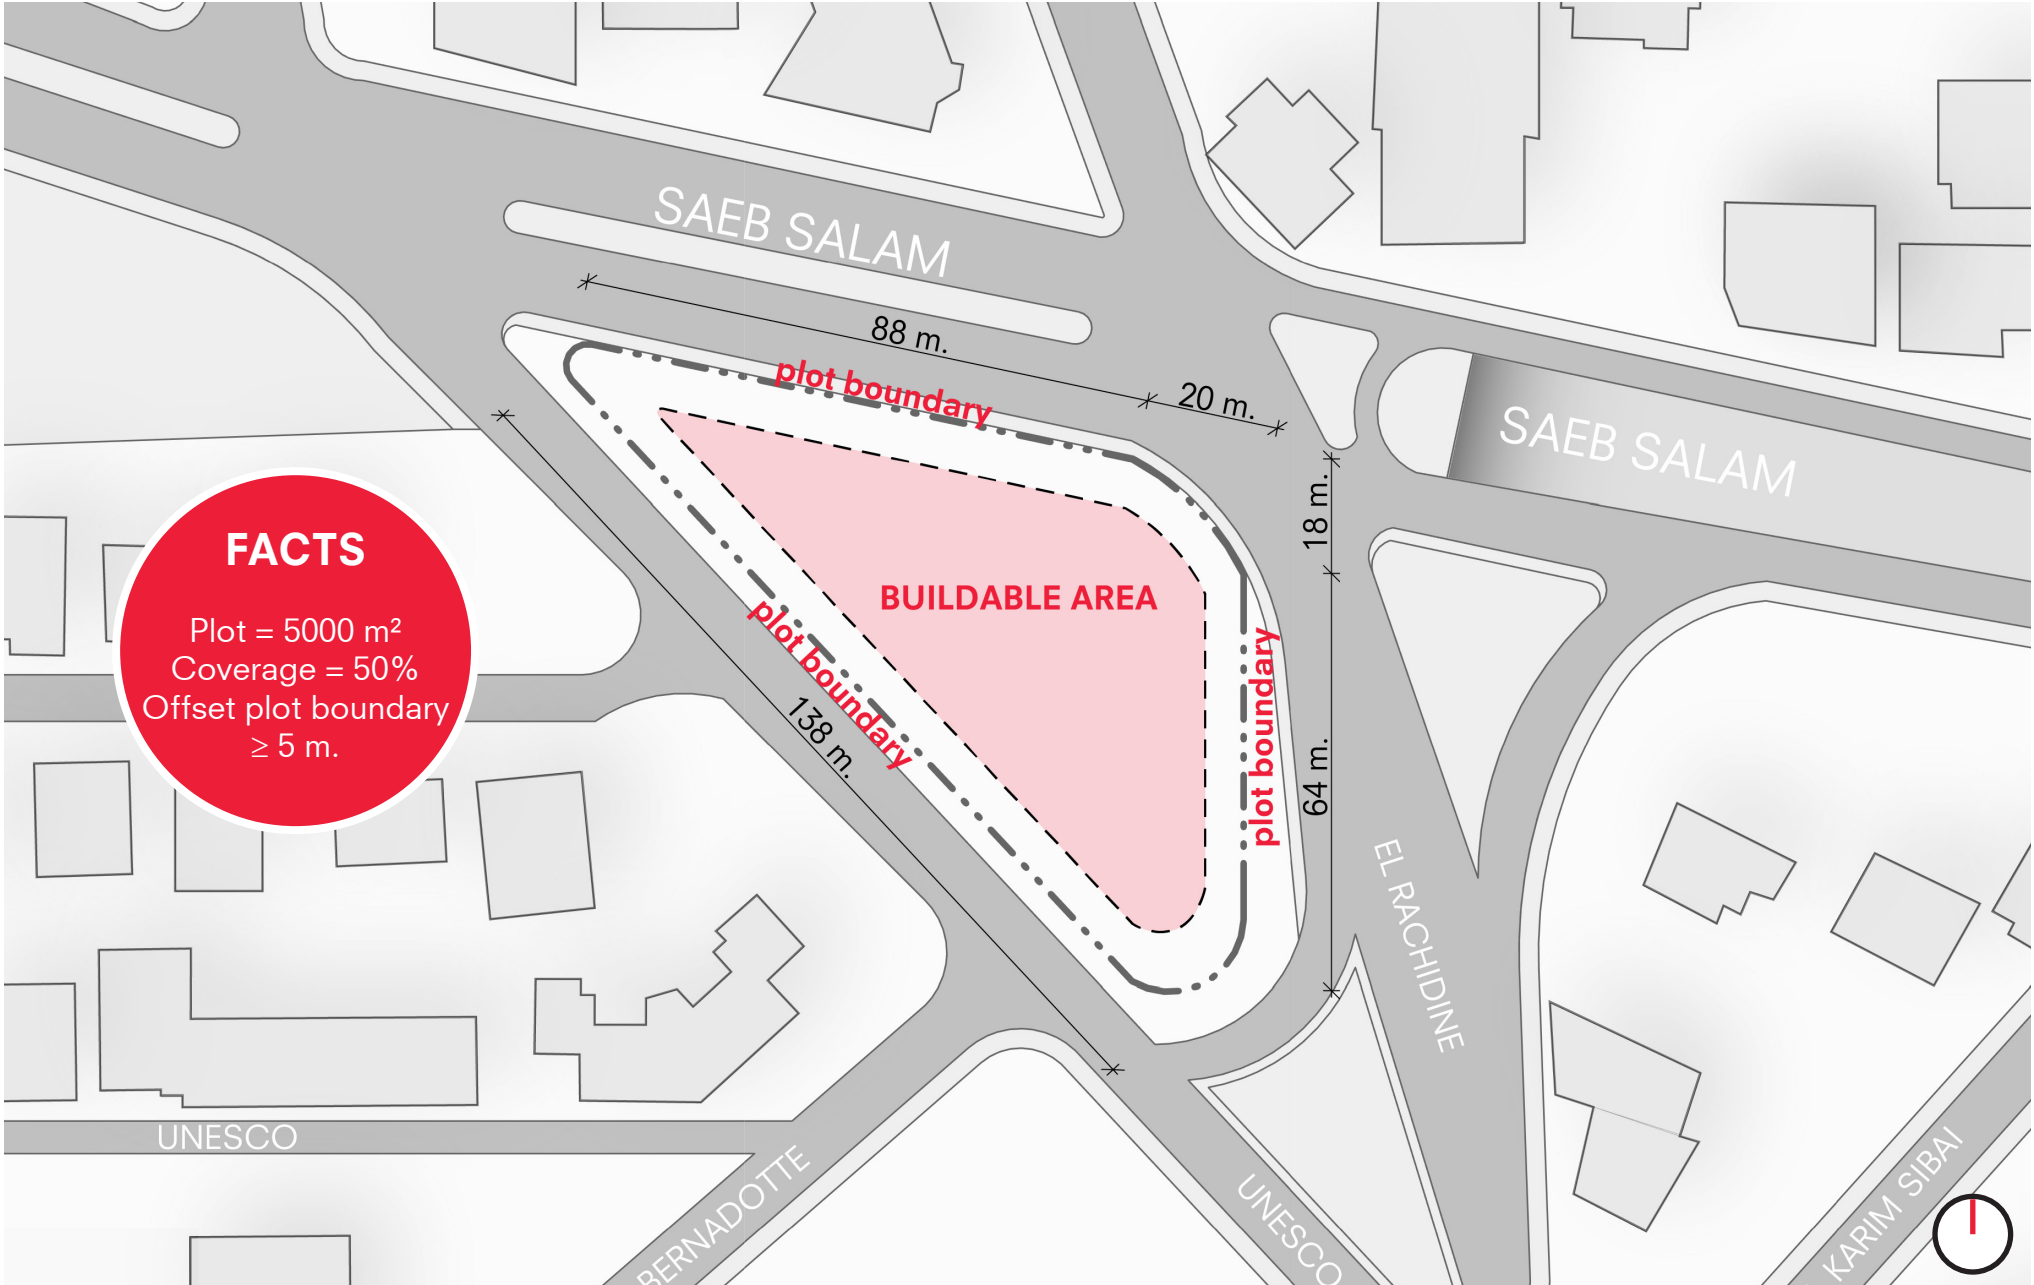 SAEB SALAM
88 m.
plot boundary
20 m.
SAEB SALAM
18 m.
FACTS
Plot = 5000 m²
Coverage = 50%
Offset plot boundary
≥ 5 m.
BUILDABLE AREA
plot boundary
138 m.
plot boundary
64 m.
EL RACHIDINE
UNESCO
BERNADOTTE
UNESCO
KARIM SIBAI